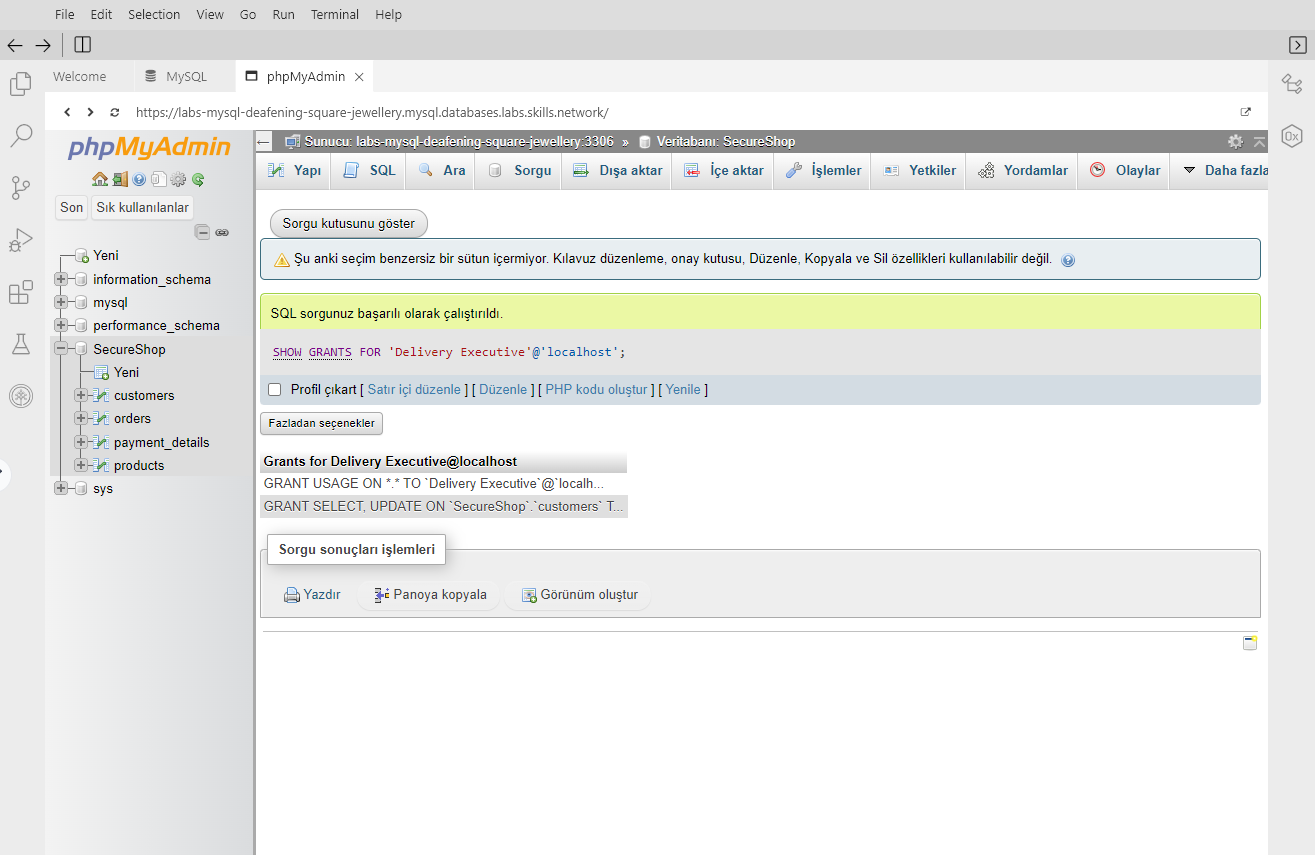 File Edit Selection View Go Run Terminal Help
Welcome MySQL phpMyAdmin
https://labs-mysql-deafening-square-jewellery.mysql.databases.labs.skills.network/
phpMyAdmin
Son Sık kullanılanlar
Yeni
information_schema
mysql
performance_schema
SecureShop
Yeni
customers
orders
payment_details
products
sys
Sunucu: labs-mysql-deafening-square-jewellery:3306 » Veritabanı: SecureShop
Yapı SQL Ara Sorgu Dışa aktar İçe aktar İşlemler Yetkiler Yordamlar Olaylar Daha fazla
Sorgu kutusunu göster
Şu anki seçim benzersiz bir sütun içermiyor. Kılavuz düzenleme, onay kutusu, Düzenle, Kopyala ve Sil özellikleri kullanılabilir değil.
SQL sorgunuz başarılı olarak çalıştırıldı.
SHOW GRANTS FOR 'Delivery Executive'@'localhost';
Profil çıkart [ Satır içi düzenle ] [ Düzenle ] [ PHP kodu oluştur ] [ Yenile ]
Fazladan seçenekler
Grants for Delivery Executive@localhost
GRANT USAGE ON *.* TO `Delivery Executive`@`localh...
GRANT SELECT, UPDATE ON `SecureShop`.`customers` T...
Sorgu sonuçları işlemleri
Yazdır Panoya kopyala Görünüm oluştur